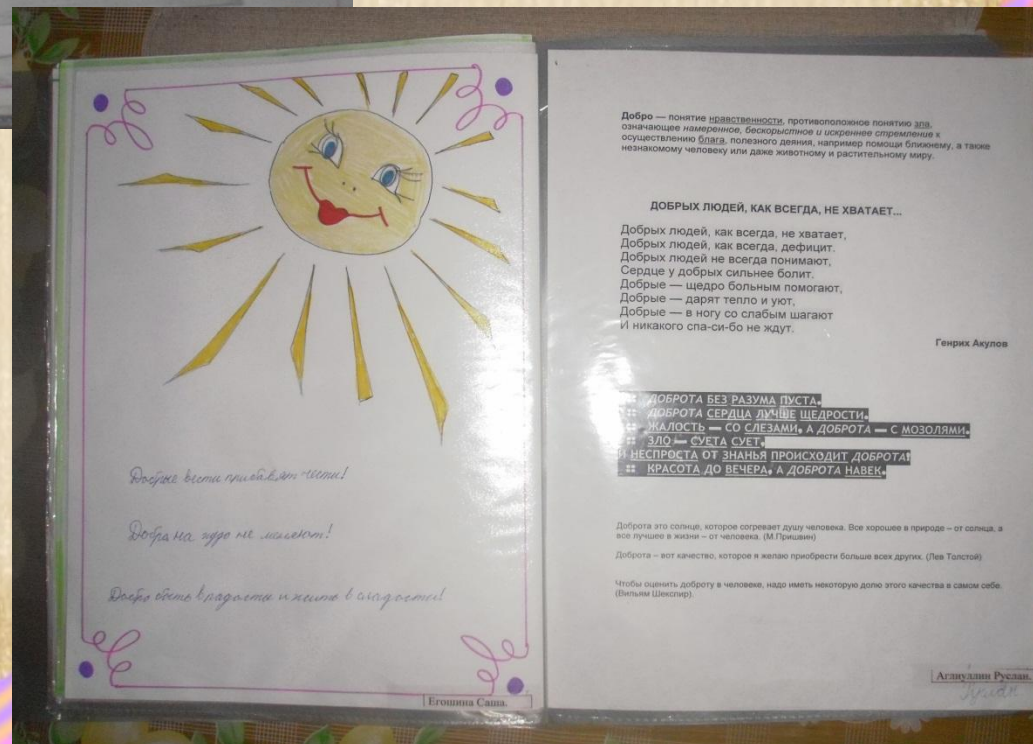 Добрые вести прибавят чести!
Добра на худо не меняют!
Добро быть в радости и жить в сладости!
Егошина Саша.
Добро — понятие нравственности, противоположное понятию зла,
означающее намеренное, бескорыстное и искреннее стремление к
осуществлению блага, полезного деяния, например помощи ближнему, а также
незнакомому человеку или даже животному и растительному миру.
ДОБРЫХ ЛЮДЕЙ, КАК ВСЕГДА, НЕ ХВАТАЕТ...
Добрых людей, как всегда, не хватает,
Добрых людей, как всегда, дефицит.
Добрых людей не всегда понимают,
Сердце у добрых сильнее болит.
Добрые — щедро больным помогают,
Добрые — дарят тепло и уют,
Добрые — в ногу со слабым шагают
И никакого спа-си-бо не ждут.
Генрих Акулов
ДОБРОТА БЕЗ РАЗУМА ПУСТА.
ДОБРОТА СЕРДЦА ЛУЧШЕ ЩЕДРОСТИ.
ЖАЛОСТЬ — СО СЛЕЗАМИ, А ДОБРОТА — С МОЗОЛЯМИ.
ЗЛО — СУЕТА СУЕТ,
И НЕСПРОСТА ОТ ЗНАНЬЯ ПРОИСХОДИТ ДОБРОТА!
КРАСОТА ДО ВЕЧЕРА, А ДОБРОТА НАВЕК.
Доброта это солнце, которое согревает душу человека. Все хорошее в природе – от солнца, а
все лучшее в жизни – от человека. (М.Пришвин)
Доброта – вот качество, которое я желаю приобрести больше всех других. (Лев Толстой)
Чтобы оценить доброту в человеке, надо иметь некоторую долю этого качества в самом себе.
(Вильям Шекспир).
Аглиуллин Руслан.